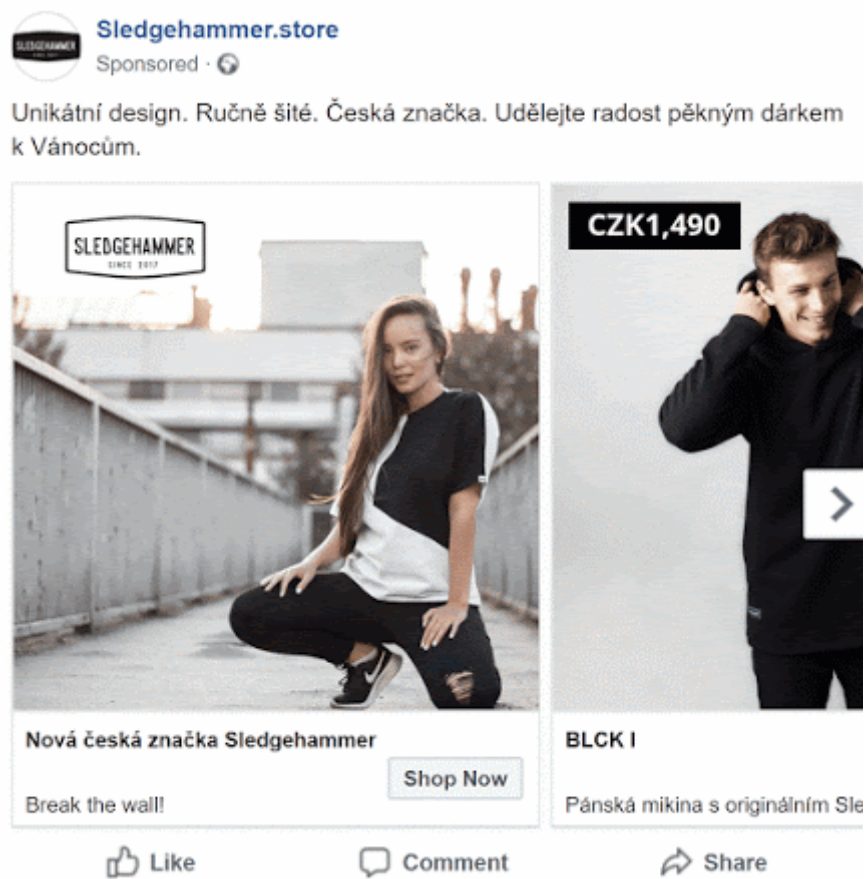 SLEDGEHAMMER
Sledgehammer.store
Sponsored ·
Unikátní design. Ručně šité. Česká značka. Udělejte radost pěkným dárkem
k Vánocům.
SLEDGEHAMMER
SINCE 2017
CZK1,490
Nová česká značka Sledgehammer
Shop Now
Break the wall!
BLCK I
Pánská mikina s originálním Sle
Like
Comment
Share